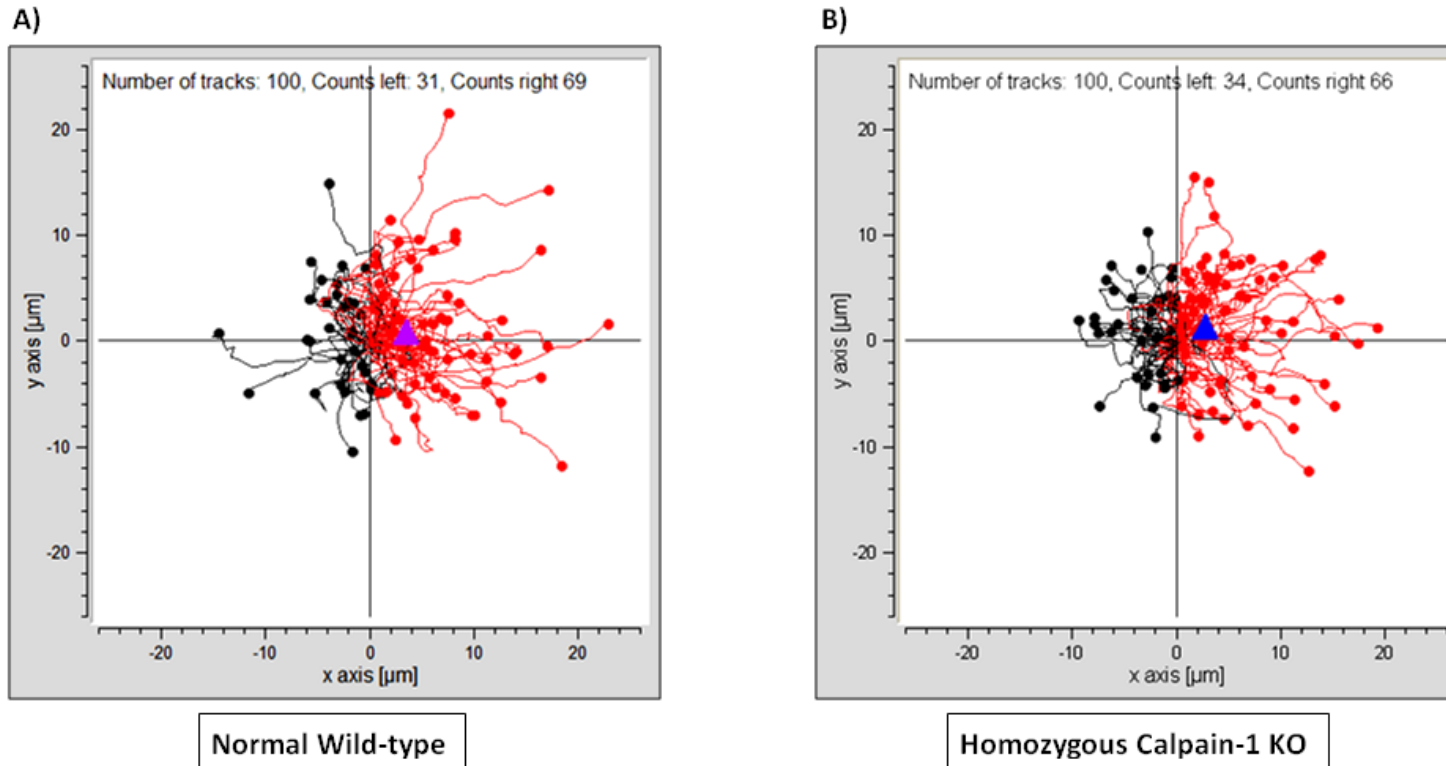 A)
Number of tracks: 100, Counts left: 31, Counts right 69
20
10
0
-10
-20
y axis [µm]
-20 -10 0 10 20
x axis [µm]
Normal Wild-type
B)
Number of tracks: 100, Counts left: 34, Counts right 66
20
10
0
-10
-20
y axis [µm]
-20 -10 0 10 20
x axis [µm]
Homozygous Calpain-1 KO